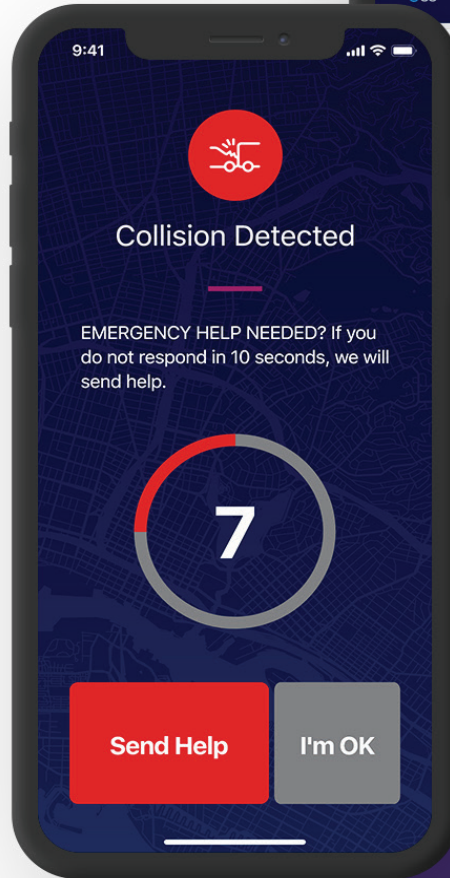 9:41
Collision Detected
EMERGENCY HELP NEEDED? If you
do not respond in 10 seconds, we will
send help.
7
Send Help
I'm OK